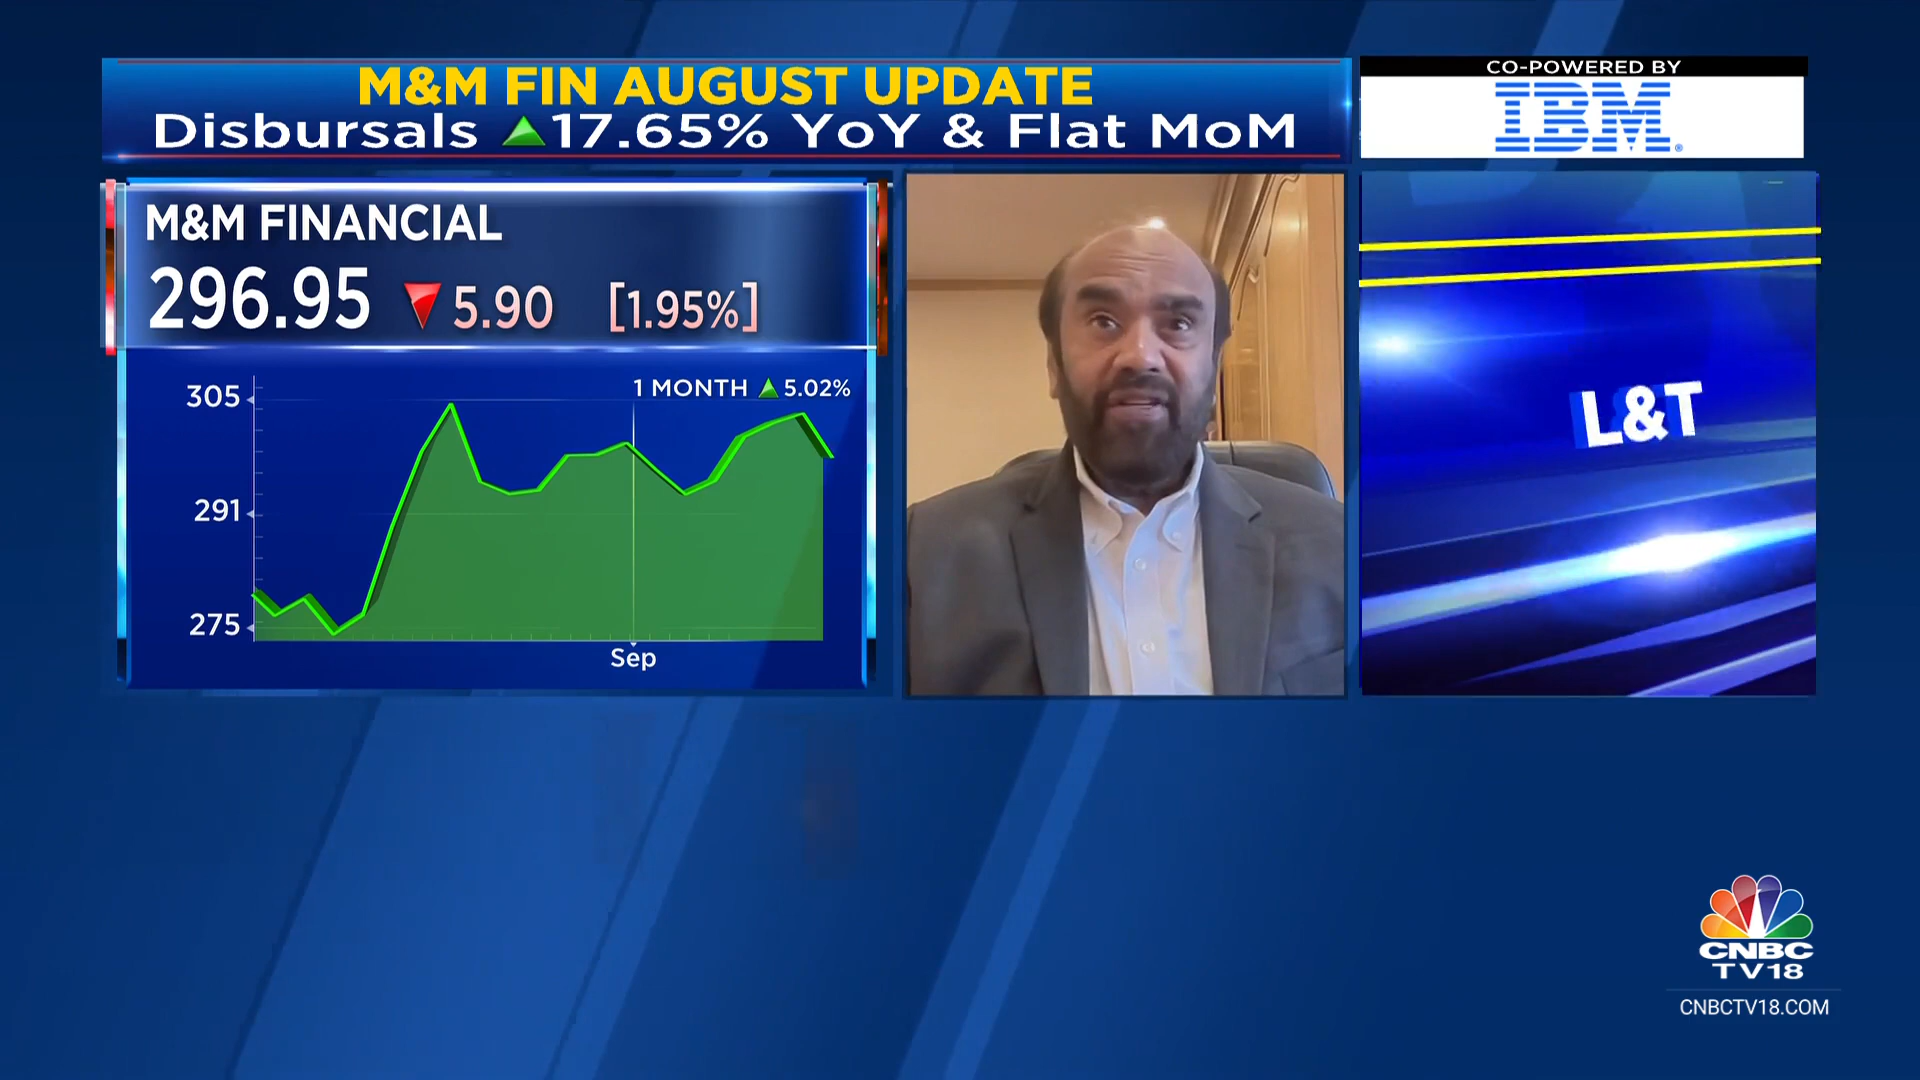 M&M FIN AUGUST UPDATE
Disbursals ▲17.65% YoY & Flat MoM
CO-POWERED BY
IBM®
M&M FINANCIAL
296.95 ▼ 5.90 [1.95%]
1 MONTH ▲ 5.02%
305
291
275
Sep
L&T
CNBC
TV18
CNBCTV18.COM